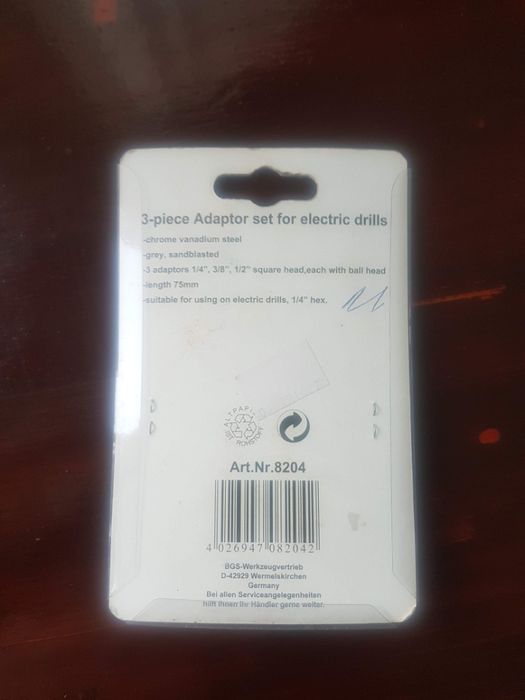 3-piece Adaptor set for electric drills
-chrome vanadium steel
-grey, sandblasted
-3 adaptors 1/4", 3/8", 1/2" square head,each with ball head
-length 75mm
-suitable for using on electric drills, 1/4" hex.
ALTPAPIER
IST ROHSTOFF
Art.Nr.8204
4 026947 082042
BGS-Werkzeugvertrieb
D-42929 Wermelskirchen
Germany
Bei allen Serviceangelegenheiten
hilft Ihnen Ihr Händler gerne weiter.